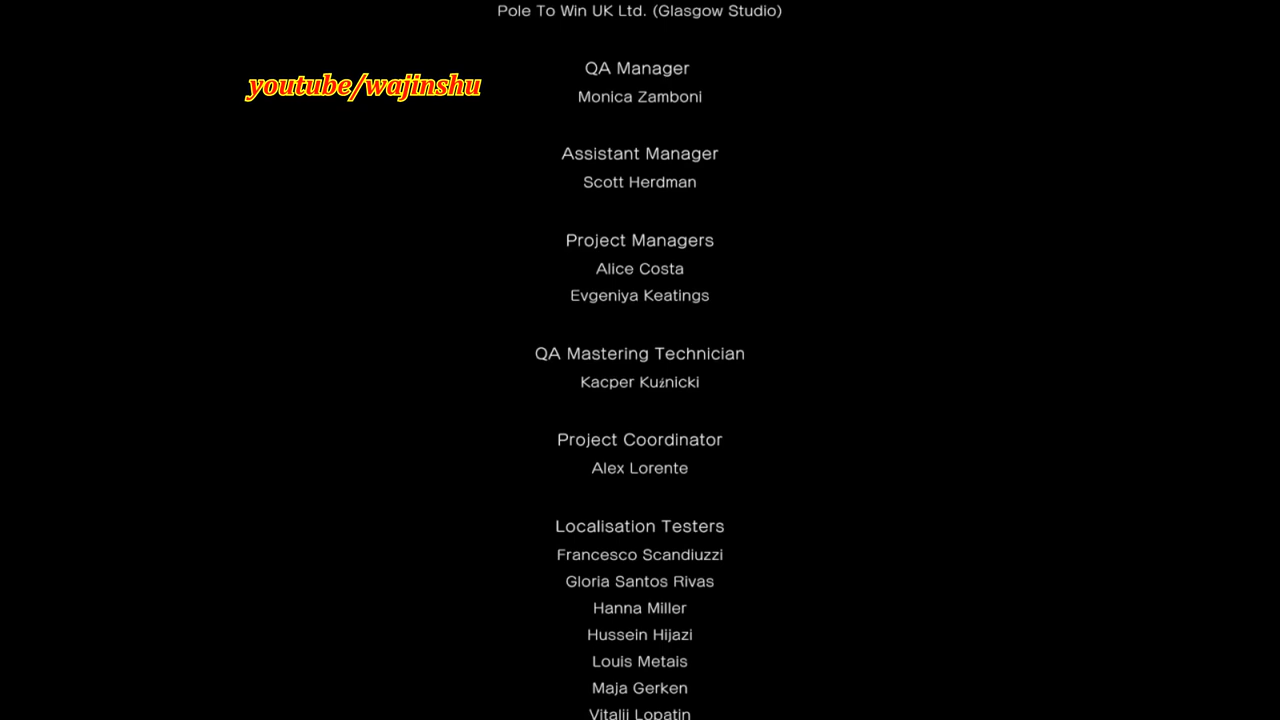 Pole To Win UK Ltd. (Glasgow Studio)
QA Manager
youtube/wajinshu
Monica Zamboni
Assistant Manager
Scott Herdman
Project Managers
Alice Costa
Evgeniya Keatings
QA Mastering Technician
Kacper Kuźnicki
Project Coordinator
Alex Lorente
Localisation Testers
Francesco Scandiuzzi
Gloria Santos Rivas
Hanna Miller
Hussein Hijazi
Louis Metais
Maja Gerken
Vitalii Lopatin